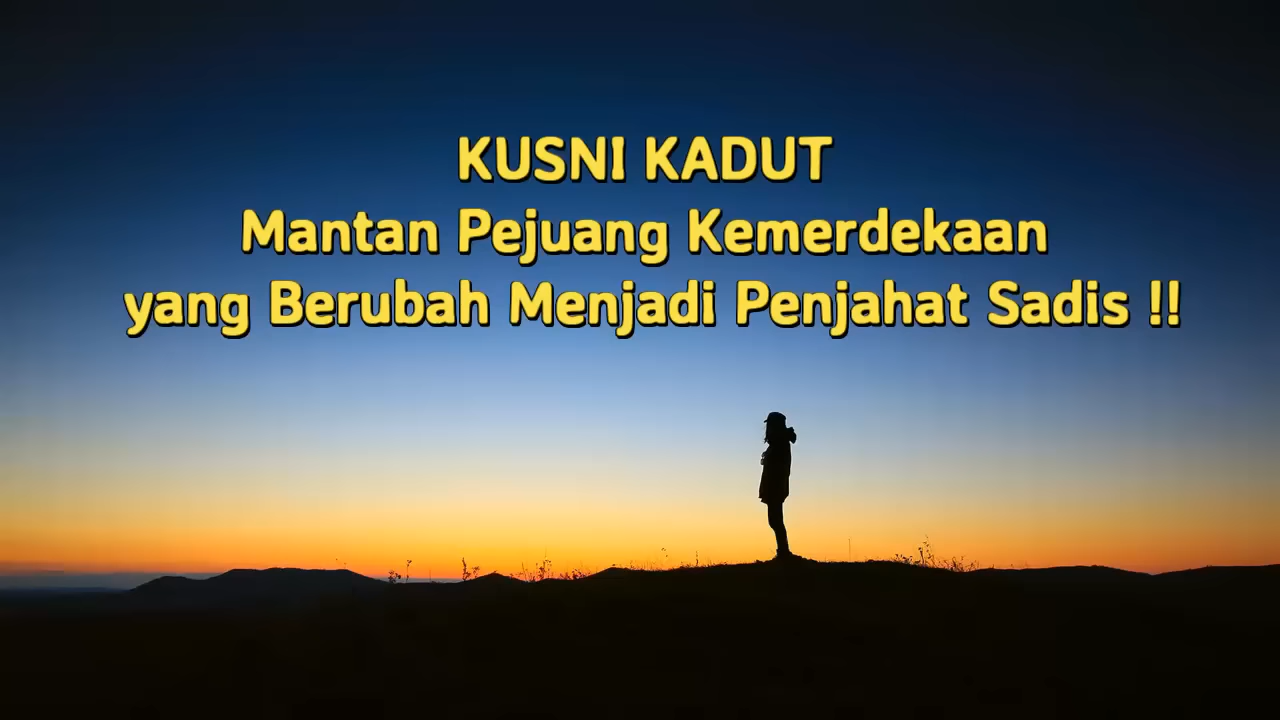 KUSNI KADUT
Mantan Pejuang Kemerdekaan
yang Berubah Menjadi Penjahat Sadis !!